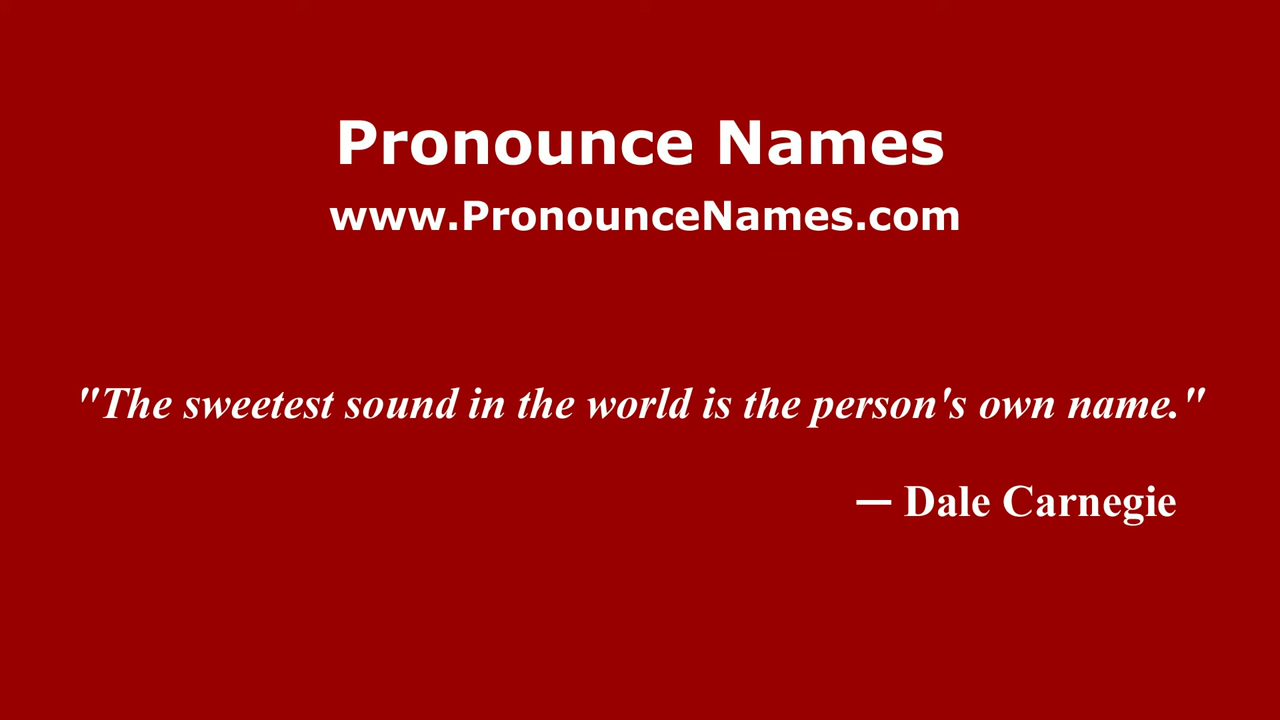 Pronounce Names
www.PronounceNames.com
"The sweetest sound in the world is the person's own name."
— Dale Carnegie